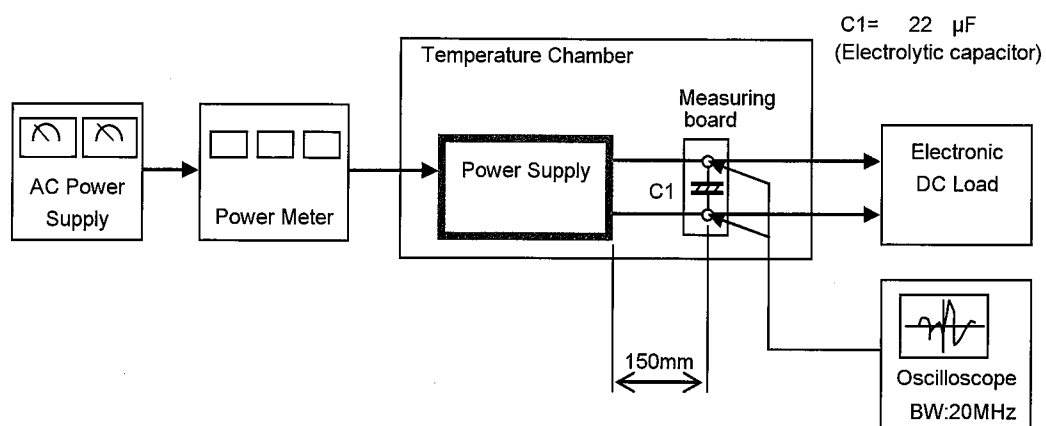 C1= 22 µF
(Electrolytic capacitor)
Temperature Chamber
Measuring
board
AC Power
Supply
Power Meter
Power Supply
C1
Electronic
DC Load
150mm
Oscilloscope
BW:20MHz